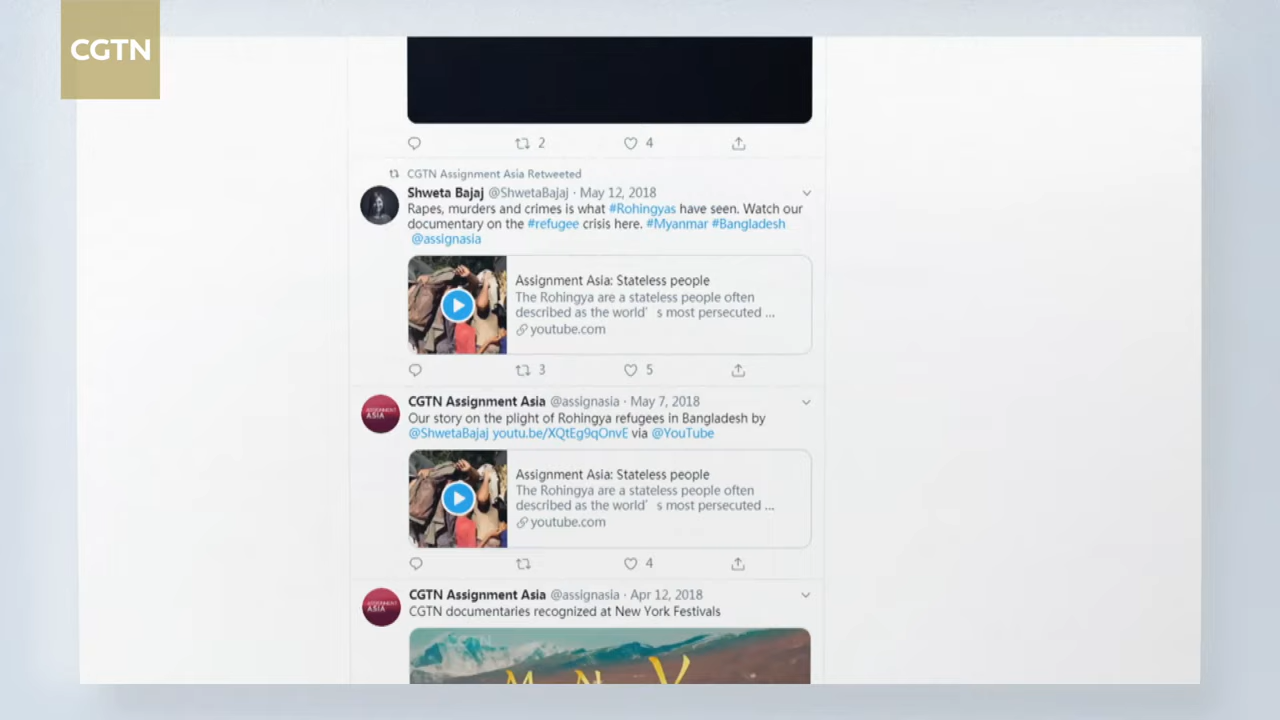 CGTN
2
4
CGTN Assignment Asia Retweeted
Shweta Bajaj @ShwetaBajaj · May 12, 2018
Rapes, murders and crimes is what #Rohingyas have seen. Watch our
documentary on the #refugee crisis here. #Myanmar #Bangladesh
@assignasia
Assignment Asia: Stateless people
The Rohingya are a stateless people often
described as the world' s most persecuted ...
youtube.com
3
5
ASSIGNMENT
ASIA
CGTN Assignment Asia @assignasia · May 7, 2018
Our story on the plight of Rohingya refugees in Bangladesh by
@ShwetaBajaj youtu.be/XQtEg9qOnvE via @YouTube
Assignment Asia: Stateless people
The Rohingya are a stateless people often
described as the world' s most persecuted ...
youtube.com
4
ASSIGNMENT
ASIA
CGTN Assignment Asia @assignasia · Apr 12, 2018
CGTN documentaries recognized at New York Festivals